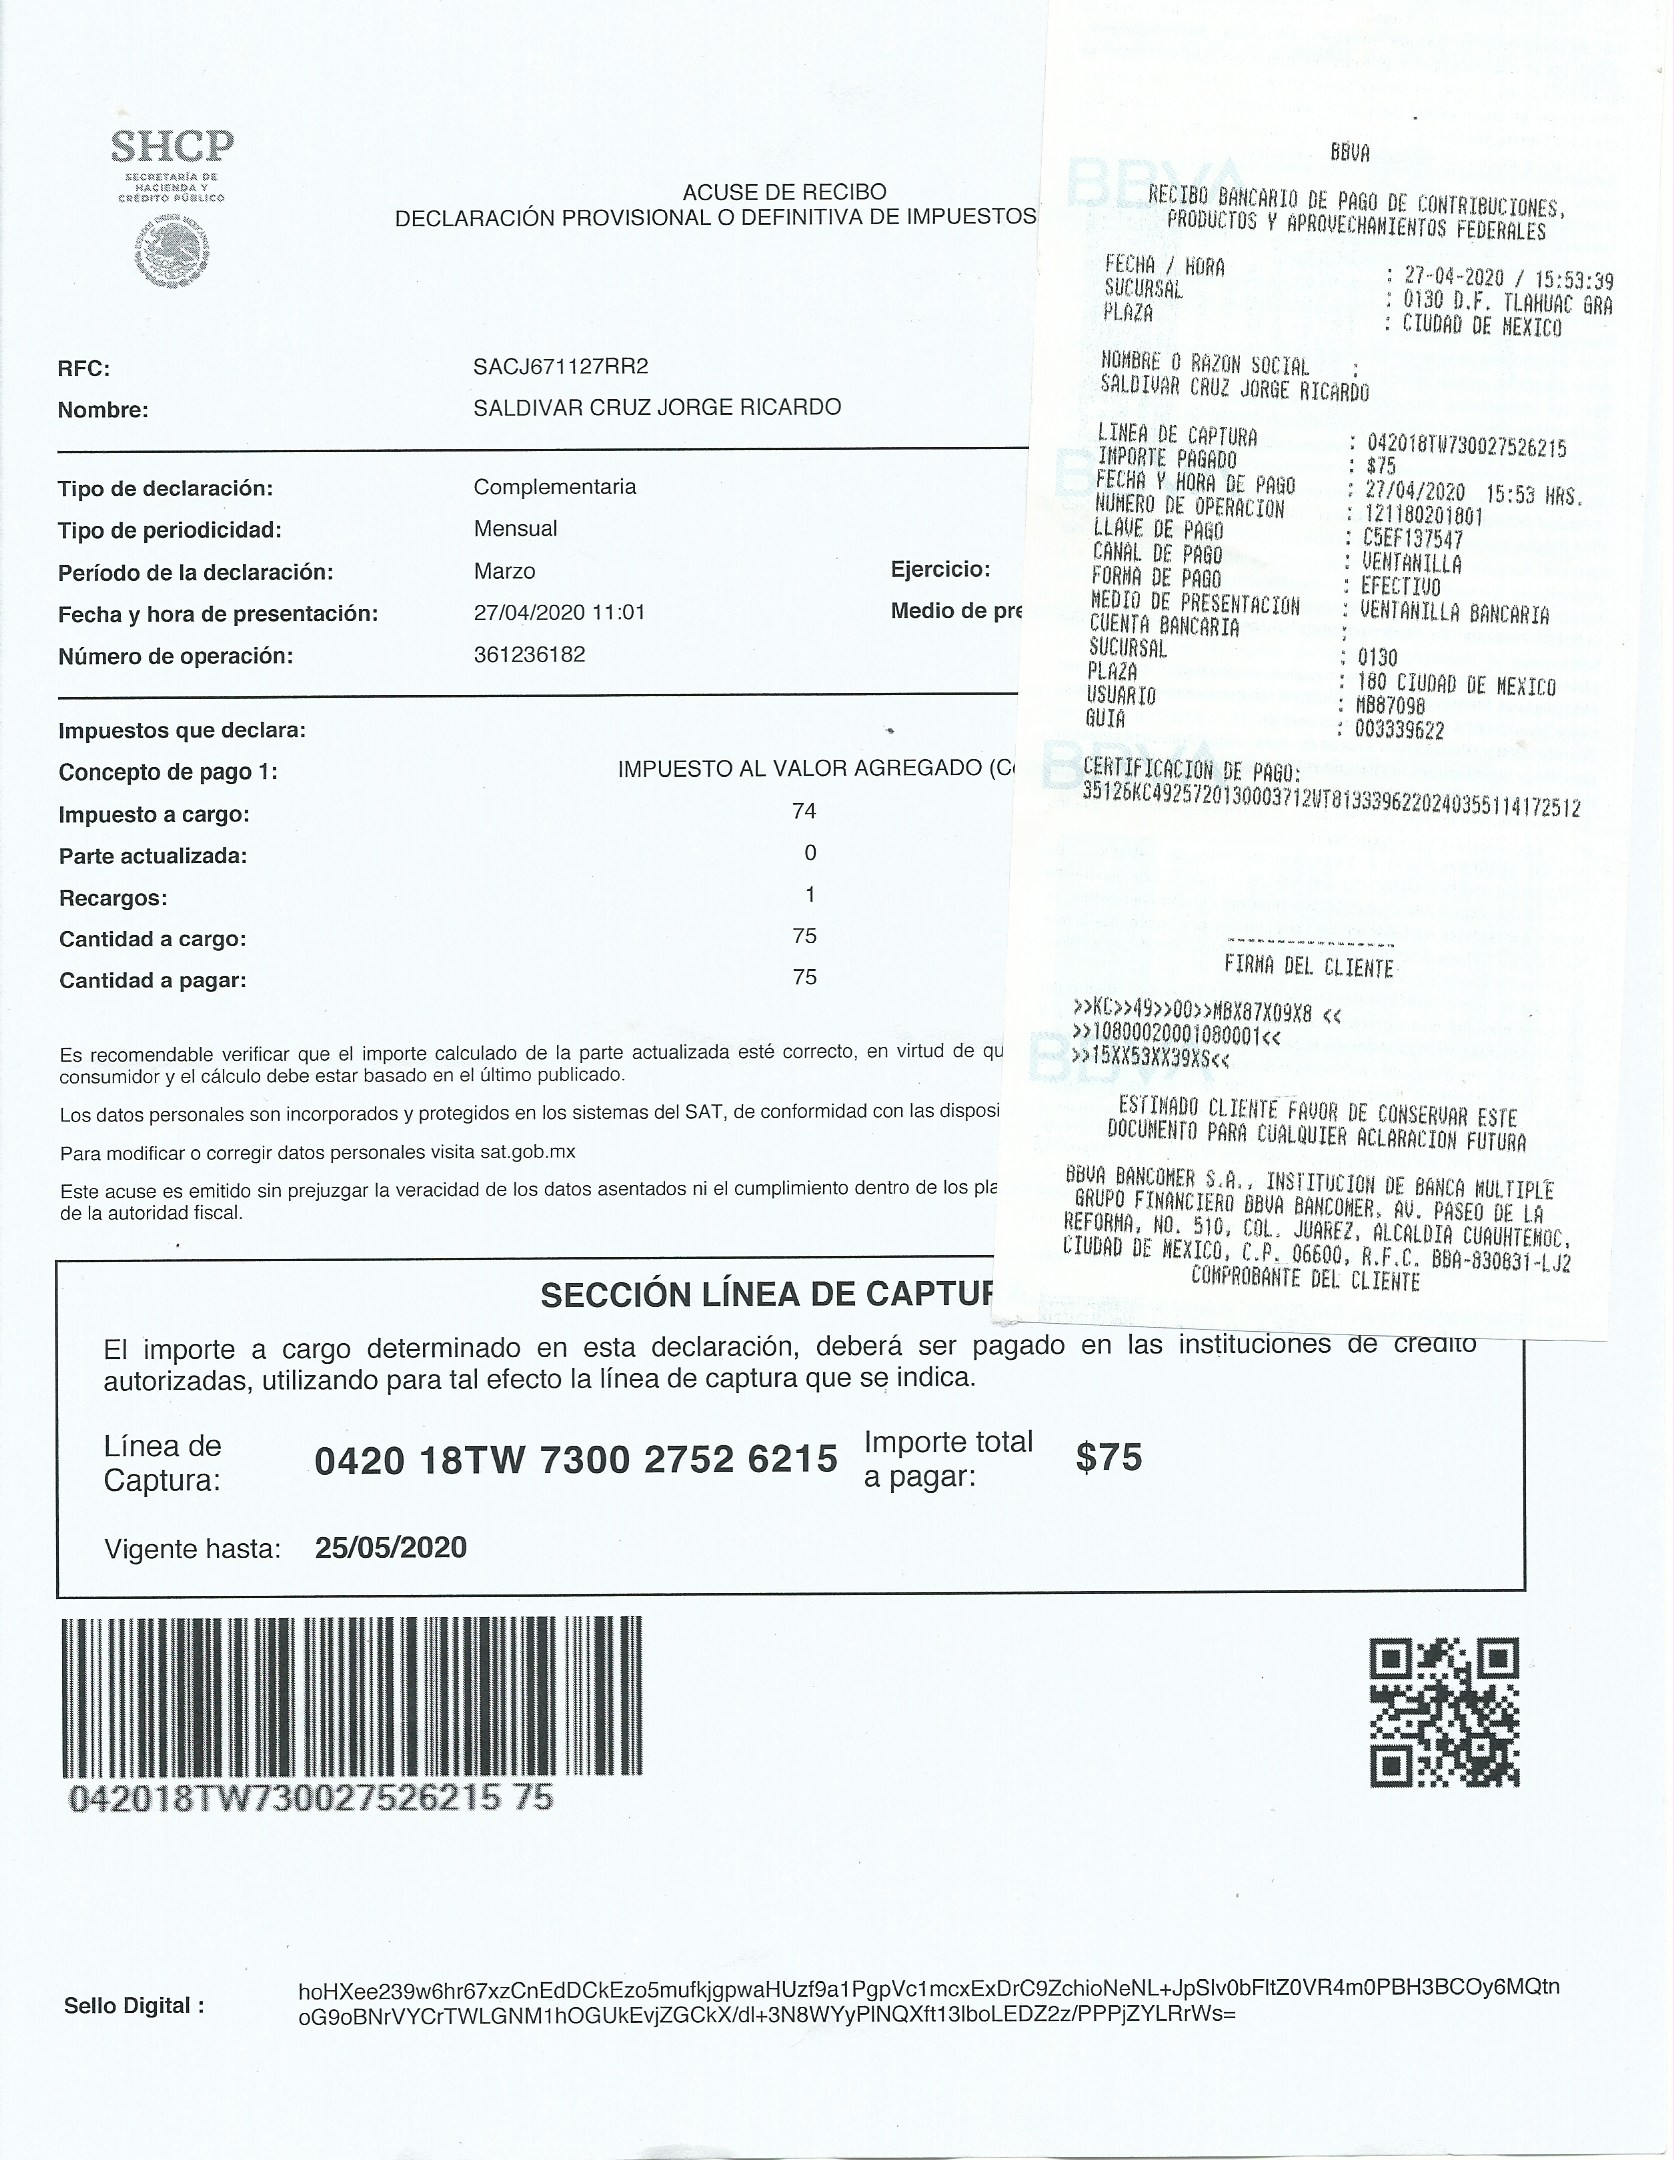 SHCP
SECRETARÍA DE
HACIENDA Y
CRÉDITO PÚBLICO
ACUSE DE RECIBO
DECLARACIÓN PROVISIONAL O DEFINITIVA DE IMPUESTOS
RFC: SACJ671127RR2
Nombre: SALDIVAR CRUZ JORGE RICARDO
Tipo de declaración: Complementaria
Tipo de periodicidad: Mensual
Período de la declaración: Marzo Ejercicio:
Fecha y hora de presentación: 27/04/2020 11:01 Medio de pre
Número de operación: 361236182
Impuestos que declara:
Concepto de pago 1: IMPUESTO AL VALOR AGREGADO (C
Impuesto a cargo: 74
Parte actualizada: 0
Recargos: 1
Cantidad a cargo: 75
Cantidad a pagar: 75
Es recomendable verificar que el importe calculado de la parte actualizada esté correcto, en virtud de qu
consumidor y el cálculo debe estar basado en el último publicado.
Los datos personales son incorporados y protegidos en los sistemas del SAT, de conformidad con las disposi
Para modificar o corregir datos personales visita sat.gob.mx
Este acuse es emitido sin prejuzgar la veracidad de los datos asentados ni el cumplimiento dentro de los pla
de la autoridad fiscal.
BBVA
RECIBO BANCARIO DE PAGO DE CONTRIBUCIONES,
PRODUCTOS Y APROVECHAMIENTOS FEDERALES
FECHA / HORA : 27-04-2020 / 15:53:39
SUCURSAL : 0130 D.F. TLAHUAC GRA
PLAZA : CIUDAD DE MEXICO
NOMBRE O RAZON SOCIAL :
SALDIVAR CRUZ JORGE RICARDO
LINEA DE CAPTURA : 042018TW730027526215
IMPORTE PAGADO : $75
FECHA Y HORA DE PAGO : 27/04/2020 15:53 HRS.
NUMERO DE OPERACION : 121180201801
LLAVE DE PAGO : C5EF137547
CANAL DE PAGO : VENTANILLA
FORMA DE PAGO : EFECTIVO
MEDIO DE PRESENTACION : VENTANILLA BANCARIA
CUENTA BANCARIA :
SUCURSAL : 0130
PLAZA : 180 CIUDAD DE MEXICO
USUARIO : MB87098
GUIA : 003339622
CERTIFICACION DE PAGO:
35126KC4925720130003712WT8133396220240355114172512
FIRMA DEL CLIENTE
>>KC>>49>>00>>MBX87X09X8 <<
>>10800020001080001<<
>>15XX53XX39XS<<
ESTIMADO CLIENTE FAVOR DE CONSERVAR ESTE
DOCUMENTO PARA CUALQUIER ACLARACION FUTURA
BBVA BANCOMER S.A., INSTITUCION DE BANCA MULTIPLE
GRUPO FINANCIERO BBVA BANCOMER, AV. PASEO DE LA
REFORMA, NO. 510, COL. JUAREZ, ALCALDIA CUAUHTEMOC,
CIUDAD DE MEXICO, C.P. 06600, R.F.C. BBA-830831-LJ2
COMPROBANTE DEL CLIENTE
SECCIÓN LÍNEA DE CAPTUR
El importe a cargo determinado en esta declaración, deberá ser pagado en las instituciones de crédito
autorizadas, utilizando para tal efecto la línea de captura que se indica.
Línea de Captura: 0420 18TW 7300 2752 6215 Importe total a pagar: $75
Vigente hasta: 25/05/2020
042018TW730027526215 75
Sello Digital : hoHXee239w6hr67xzCnEdDCkEzo5mufkjgpwaHUzf9a1PgpVc1mcxExDrC9ZchioNeNL+JpSlv0bFltZ0VR4m0PBH3BCOy6MQtn
oG9oBNrVYCrTWLGNM1hOGUkEvjZGCkX/dl+3N8WYyPlNQXft13lboLEDZ2z/PPPjZYLRrWs=